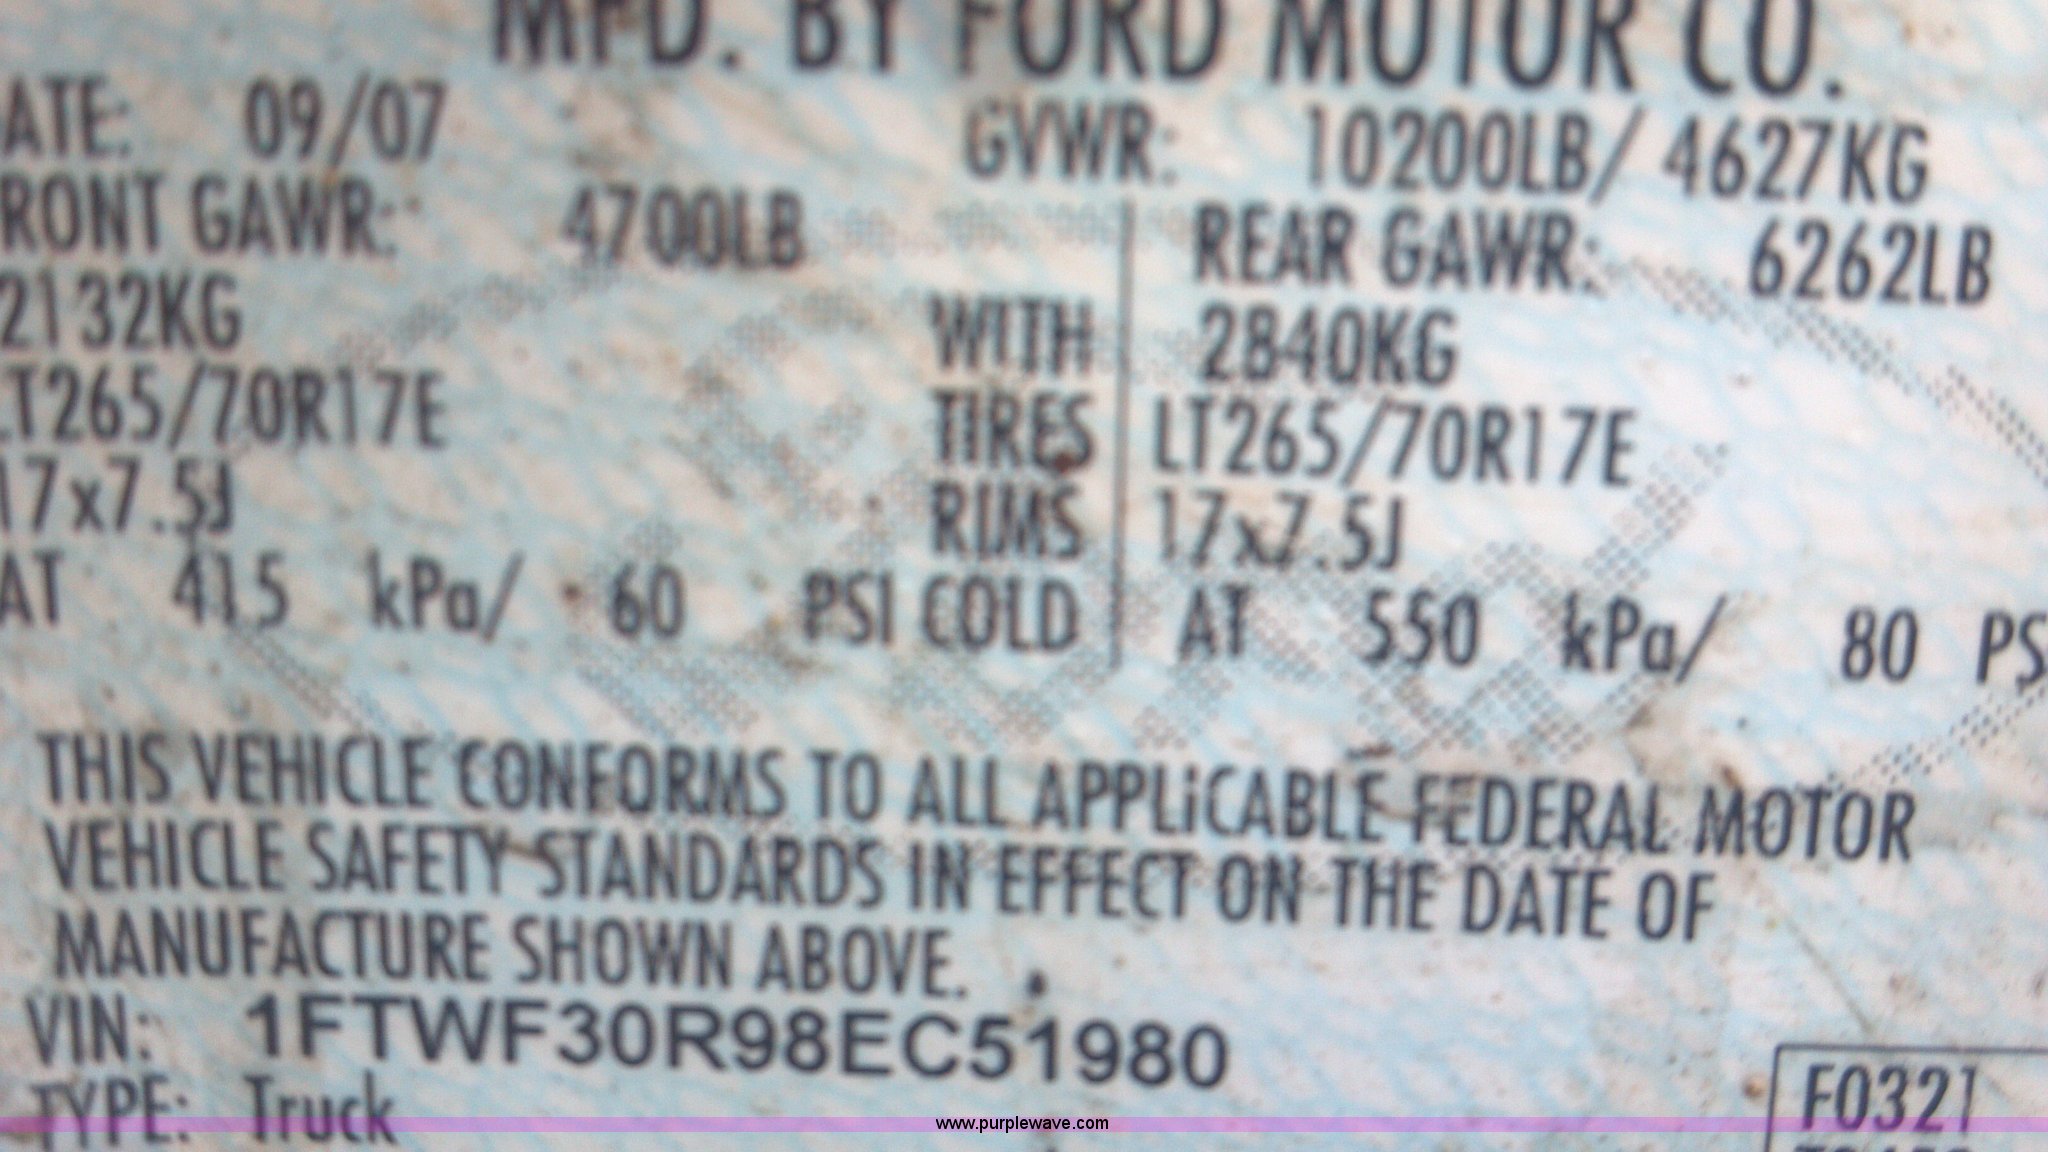 MFD. BY FORD MOTOR CO.
ATE: 09/07 GVWR: 10200LB/ 4627KG
RONT GAWR: 4700LB REAR GAWR: 6262LB
2132KG WITH 2840KG
LT265/70R17E TIRES LT265/70R17E
17x7.5J RIMS 17x7.5J
AT 415 kPa/ 60 PSI COLD AT 550 kPa/ 80 PS
THIS VEHICLE CONFORMS TO ALL APPLiCABLE FEDERAL MOTOR
VEHICLE SAFETY STANDARDS IN EFFECT ON THE DATE OF
MANUFACTURE SHOWN ABOVE.
VIN: 1FTWF30R98EC51980
TYPE: Truck F0321
www.purplewave.com